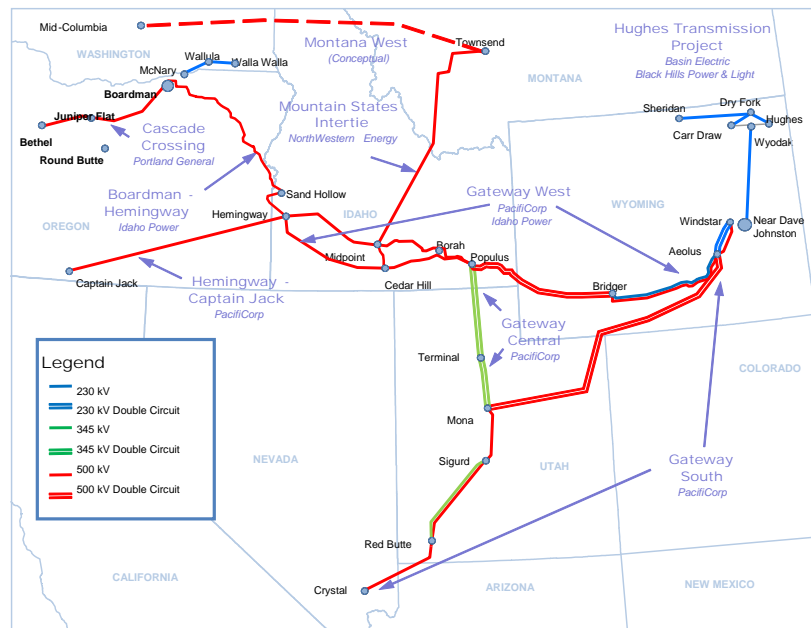 Mid-Columbia
WASHINGTON
Wallula
Walla Walla
McNary
Boardman
Juniper Flat
Bethel
Round Butte
Cascade
Crossing
Portland General
Montana West
(Conceptual)
Townsend
MONTANA
Mountain States
Intertie
NorthWestern Energy
Hughes Transmission
Project
Basin Electric
Black Hills Power & Light
Sheridan
Dry Fork
Hughes
Carr Draw
Wyodak
Boardman -
Hemingway
Idaho Power
Sand Hollow
Hemingway
IDAHO
OREGON
Gateway West
PacifiCorp
Idaho Power
WYOMING
Windstar
Near Dave
Johnston
Aeolus
Midpoint
Borah
Populus
Cedar Hill
Bridger
Captain Jack
Hemingway -
Captain Jack
PacifiCorp
Gateway
Central
PacifiCorp
Terminal
COLORADO
Legend
230 kV
230 kV Double Circuit
345 kV
345 kV Double Circuit
500 kV
500 kV Double Circuit
Mona
Sigurd
NEVADA
UTAH
Gateway
South
PacifiCorp
Red Butte
Crystal
CALIFORNIA
ARIZONA
NEW MEXICO